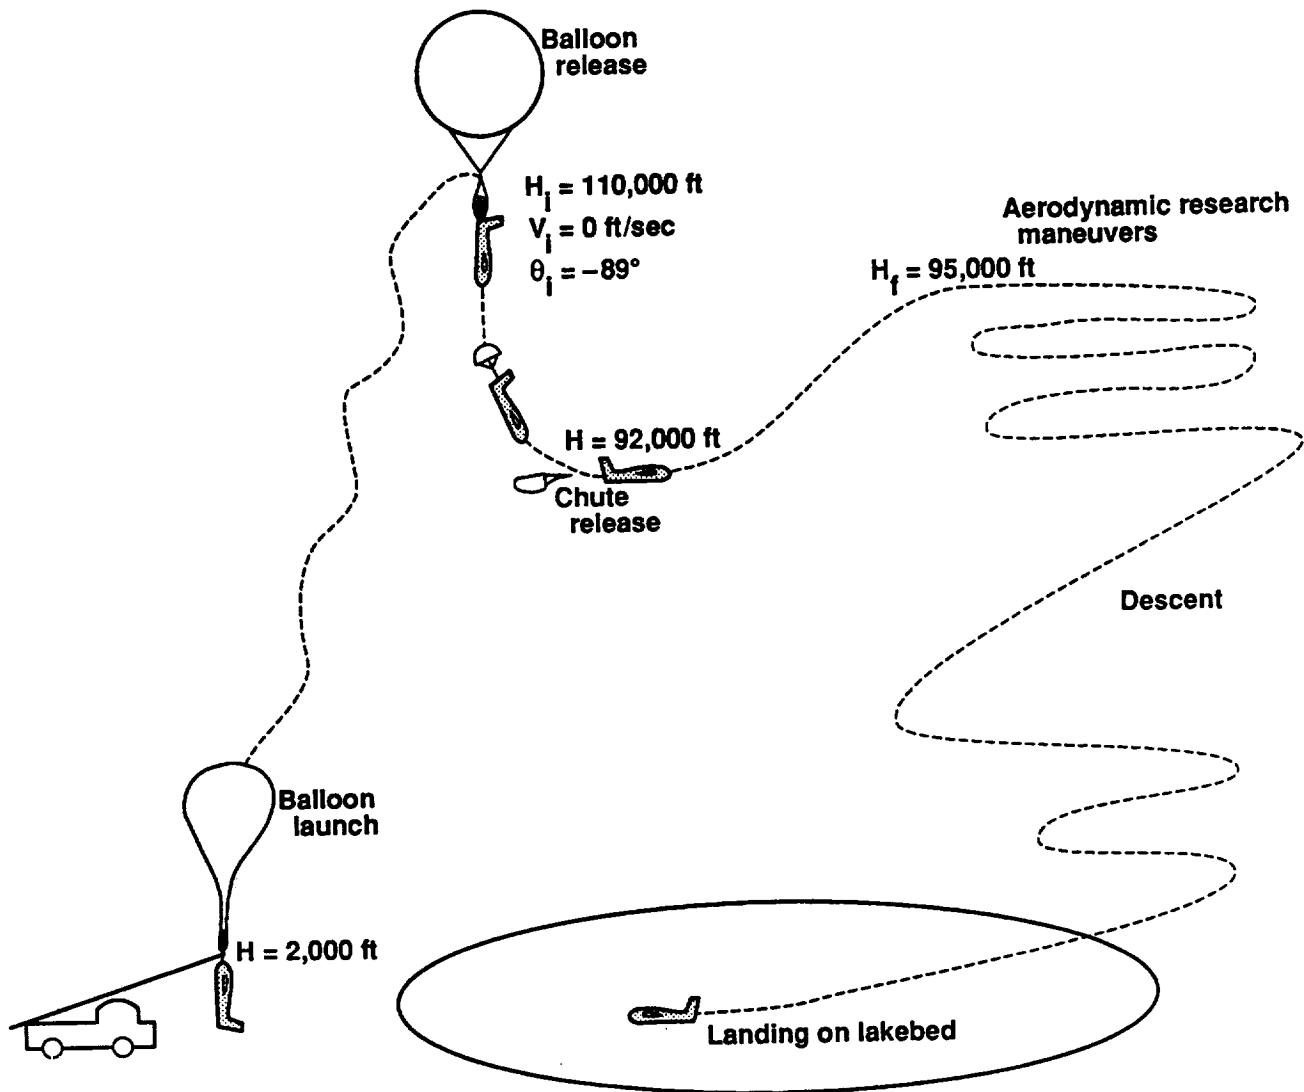 Balloon
release
H_i = 110,000 ft
V_i = 0 ft/sec
θ_i = −89°
Aerodynamic research
maneuvers
H_f = 95,000 ft
H = 92,000 ft
Chute
release
Descent
Balloon
launch
H = 2,000 ft
Landing on lakebed